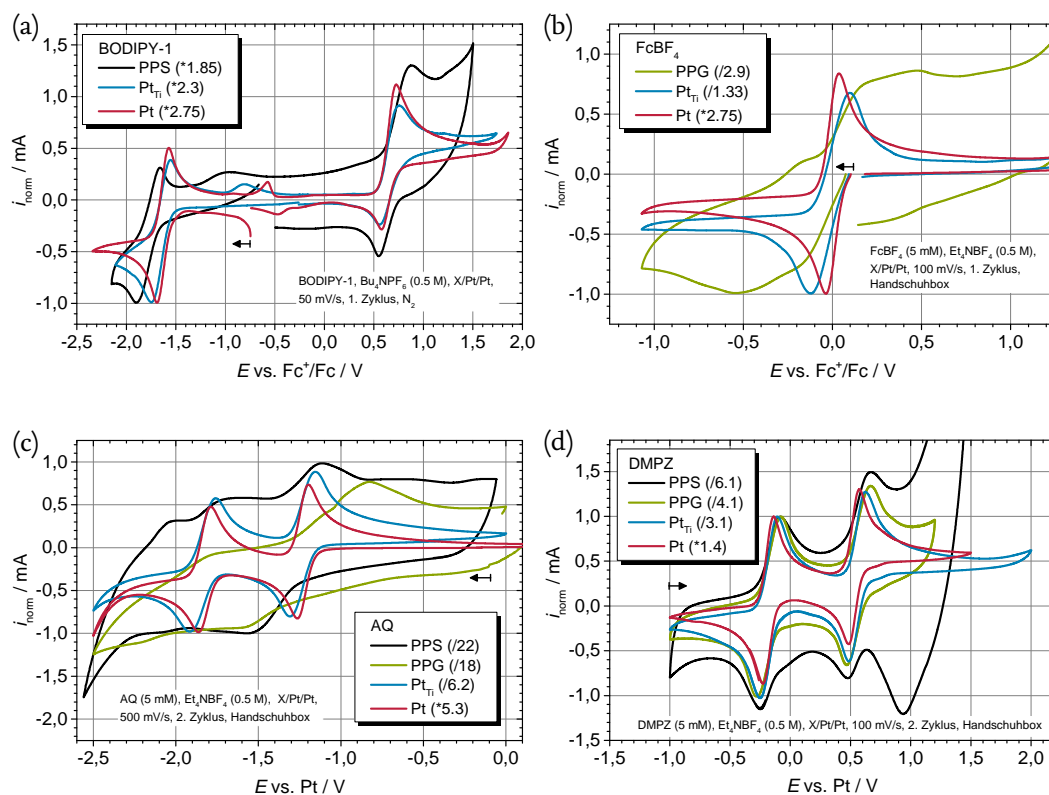 (a)
BODIPY-1
PPS (*1.85)
Pt_Ti (*2.3)
Pt (*2.75)
1,5
1,0
0,5
0,0
-0,5
-1,0
i_norm / mA
BODIPY-1, Bu₄NPF₆ (0.5 M), X/Pt/Pt,
50 mV/s, 1. Zyklus, N₂
-2,5 -2,0 -1,5 -1,0 -0,5 0,0 0,5 1,0 1,5 2,0
E vs. Fc⁺/Fc / V
(b)
FcBF₄
PPG (/2.9)
Pt_Ti (/1.33)
Pt (*2.75)
1,0
0,5
0,0
-0,5
-1,0
i_norm / mA
FcBF₄ (5 mM), Et₄NBF₄ (0.5 M),
X/Pt/Pt, 100 mV/s, 1. Zyklus,
Handschuhbox
-1,0 -0,5 0,0 0,5 1,0
E vs. Fc⁺/Fc / V
(c)
1,0
0,5
0,0
-0,5
-1,0
-1,5
-2,0
i_norm / mA
AQ
PPS (/22)
PPG (/18)
Pt_Ti (/6.2)
Pt (*5.3)
AQ (5 mM), Et₄NBF₄ (0.5 M), X/Pt/Pt,
500 mV/s, 2. Zyklus, Handschuhbox
-2,5 -2,0 -1,5 -1,0 -0,5 0,0
E vs. Pt / V
(d)
DMPZ
PPS (/6.1)
PPG (/4.1)
Pt_Ti (/3.1)
Pt (*1.4)
1,5
1,0
0,5
0,0
-0,5
-1,0
i_norm / mA
DMPZ (5 mM), Et₄NBF₄ (0.5 M), X/Pt/Pt, 100 mV/s, 2. Zyklus, Handschuhbox
-1,5 -1,0 -0,5 0,0 0,5 1,0 1,5 2,0
E vs. Pt / V